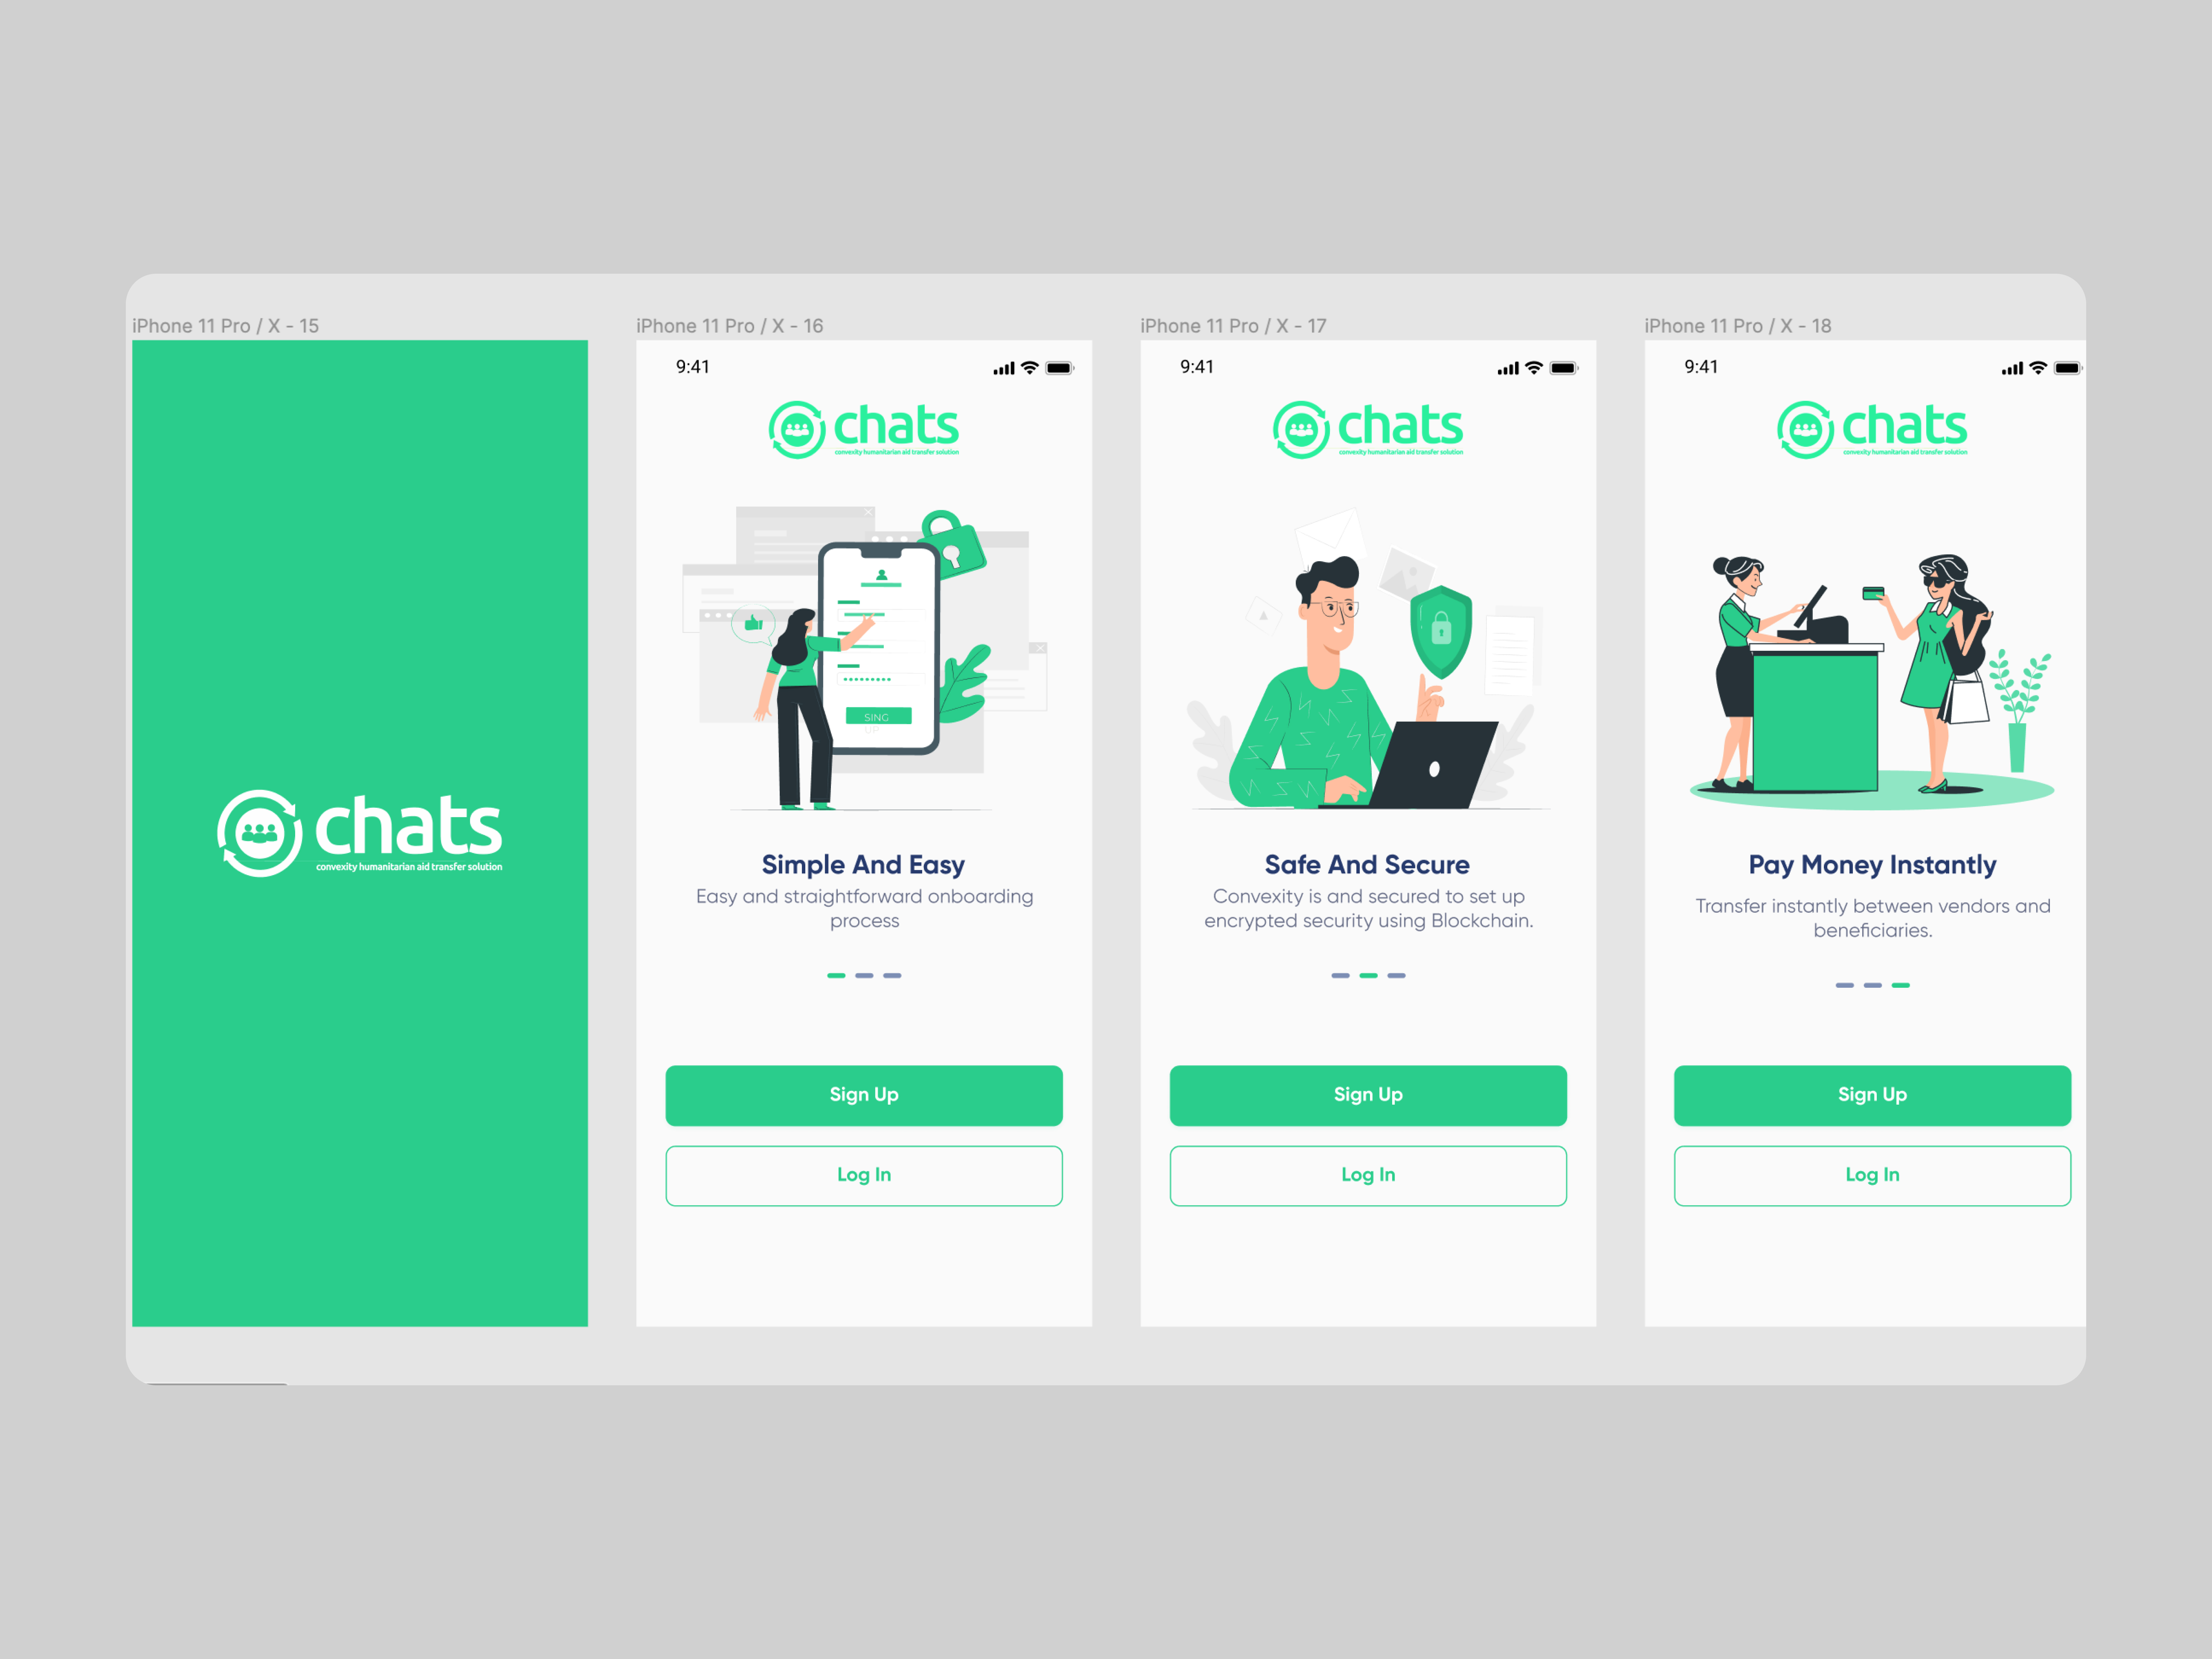 iPhone 11 Pro / X - 15
chats
convexity humanitarian aid transfer solution
iPhone 11 Pro / X - 16
9:41
chats
convexity humanitarian aid transfer solution
SING
UP
Simple And Easy
Easy and straightforward onboarding
process
Sign Up
Log In
iPhone 11 Pro / X - 17
9:41
chats
convexity humanitarian aid transfer solution
Safe And Secure
Convexity is and secured to set up
encrypted security using Blockchain.
Sign Up
Log In
iPhone 11 Pro / X - 18
9:41
chats
convexity humanitarian aid transfer solution
Pay Money Instantly
Transfer instantly between vendors and
beneficiaries.
Sign Up
Log In